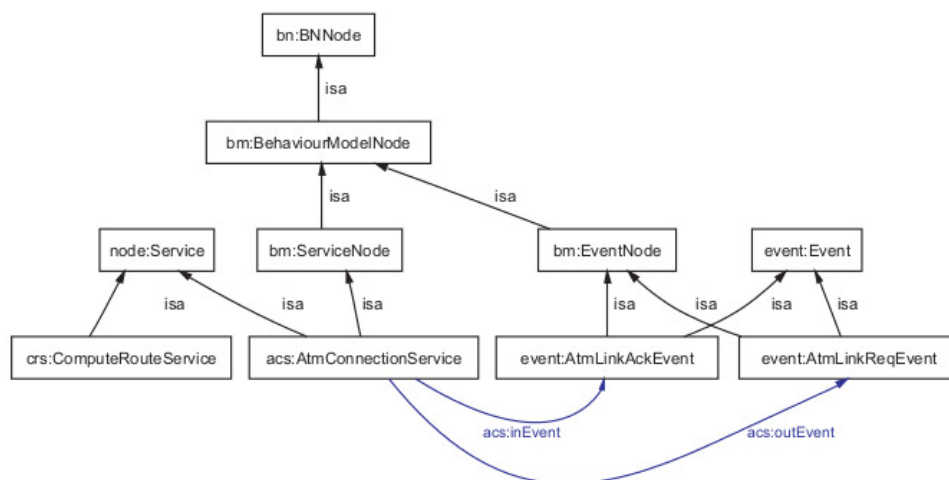 bn:BNNode
isa
bm:BehaviourModelNode
isa
isa
node:Service
bm:ServiceNode
bm:EventNode
event:Event
isa
isa
isa
isa
isa
isa
isa
crs:ComputeRouteService
acs:AtmConnectionService
event:AtmLinkAckEvent
event:AtmLinkReqEvent
acs:inEvent
acs:outEvent